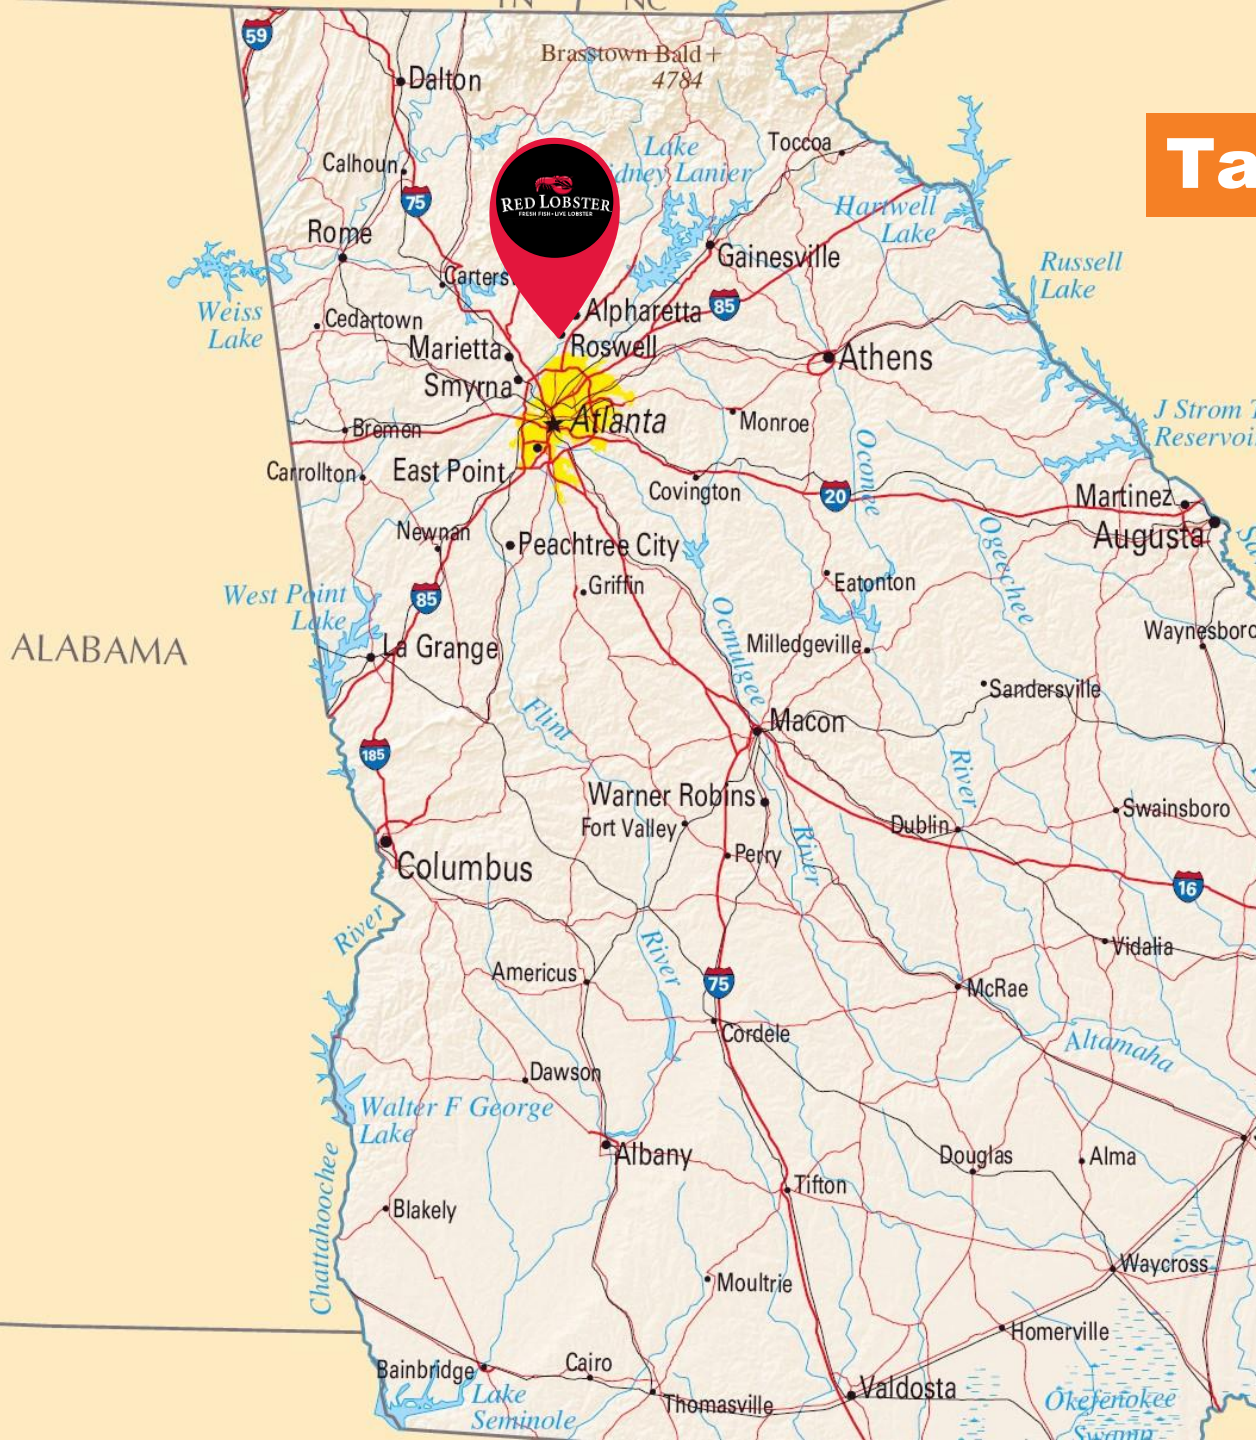 TN
NC
59
Brasstown Bald +
4784
Dalton
Toccoa
Lake
idney Lanier
Calhoun
75
RED LOBSTER
FRESH FISH • LIVE LOBSTER
Hartwell
Lake
Rome
Gainesville
Russell
Lake
Carters
Weiss
Lake
Alpharetta
85
Cedartown
Marietta
Roswell
Athens
Smyrna
Atlanta
Monroe
J Strom
Reservoi
Bremen
Carrollton
East Point
Covington
20
Oconee
Martinez
Augusta
Newnan
Peachtree City
Ogeechee
Griffin
Eatonton
West Point
Lake
85
Ocmulgee
Waynesboro
ALABAMA
La Grange
Milledgeville
Sandersville
Flint
Macon
185
River
Warner Robins
Fort Valley
Swainsboro
Dublin
Perry
River
Columbus
16
River
River
Vidalia
Americus
75
McRae
Cordele
Altamaha
Dawson
Walter F George
Lake
Albany
Douglas
Alma
Tifton
Chattahoochee
Blakely
Waycross
Moultrie
Homerville
Bainbridge
Cairo
Lake
Seminole
Thomasville
Valdosta
Okefenokee
Swamp
Ta